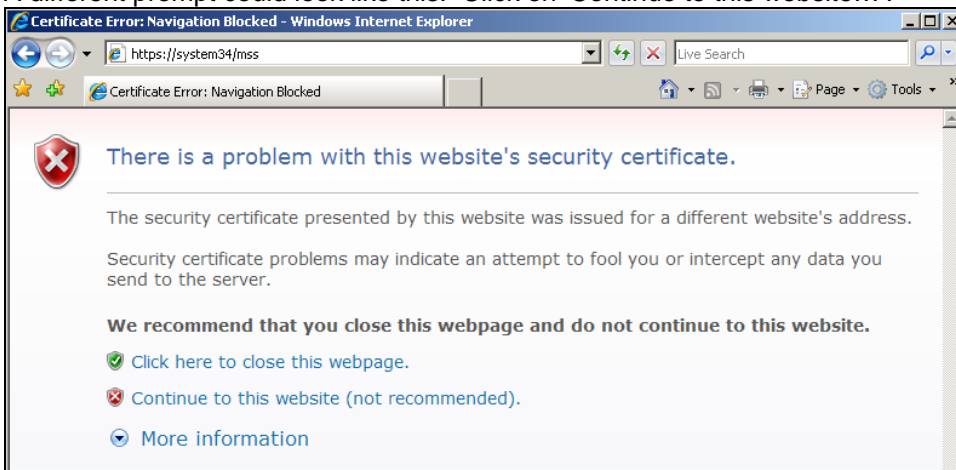 A different prompt could look like this. Click on 'Continue to this website…'.
Certificate Error: Navigation Blocked - Windows Internet Explorer
https://system34/mss
Live Search
Certificate Error: Navigation Blocked
Page
Tools
There is a problem with this website's security certificate.
The security certificate presented by this website was issued for a different website's address.
Security certificate problems may indicate an attempt to fool you or intercept any data you
send to the server.
We recommend that you close this webpage and do not continue to this website.
Click here to close this webpage.
Continue to this website (not recommended).
More information